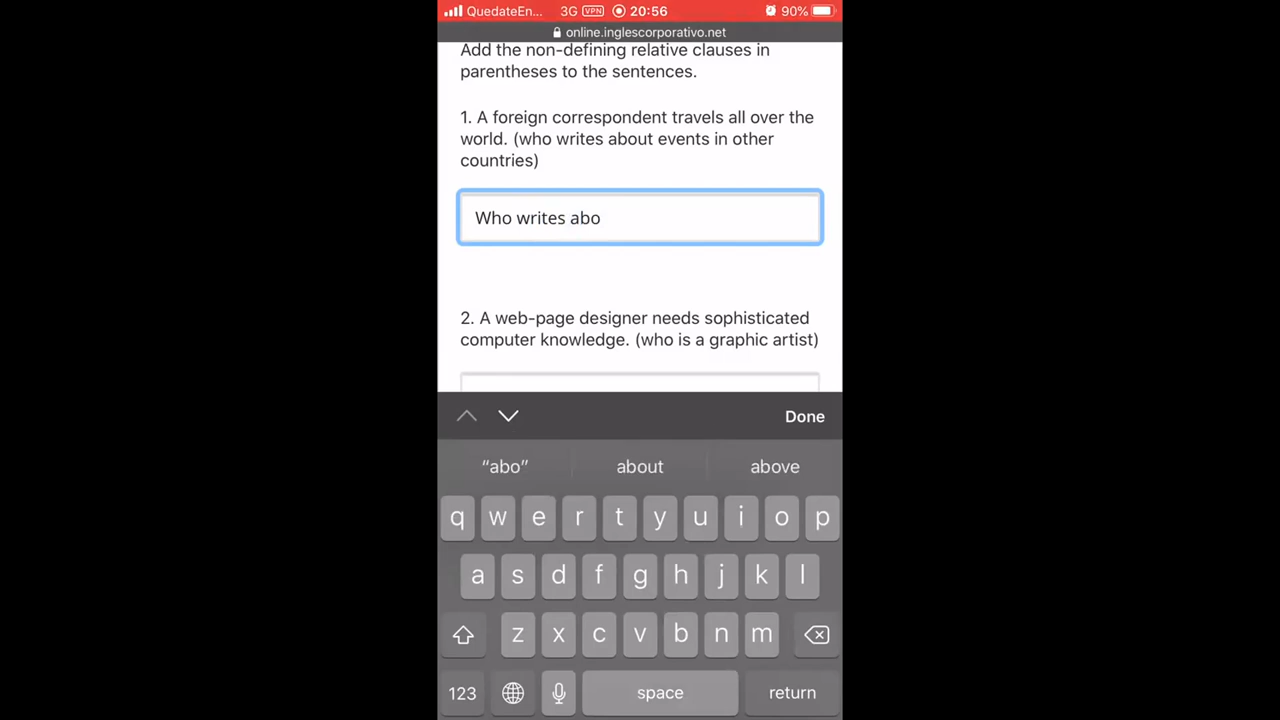 QuedateEn... 3G VPN 20:56 90%
online.inglescorporativo.net
Add the non-defining relative clauses in
parentheses to the sentences.
1. A foreign correspondent travels all over the
world. (who writes about events in other
countries)
Who writes abo
2. A web-page designer needs sophisticated
computer knowledge. (who is a graphic artist)
Done
“abo” about above
q w e r t y u i o p
a s d f g h j k l
z x c v b n m
123 space return